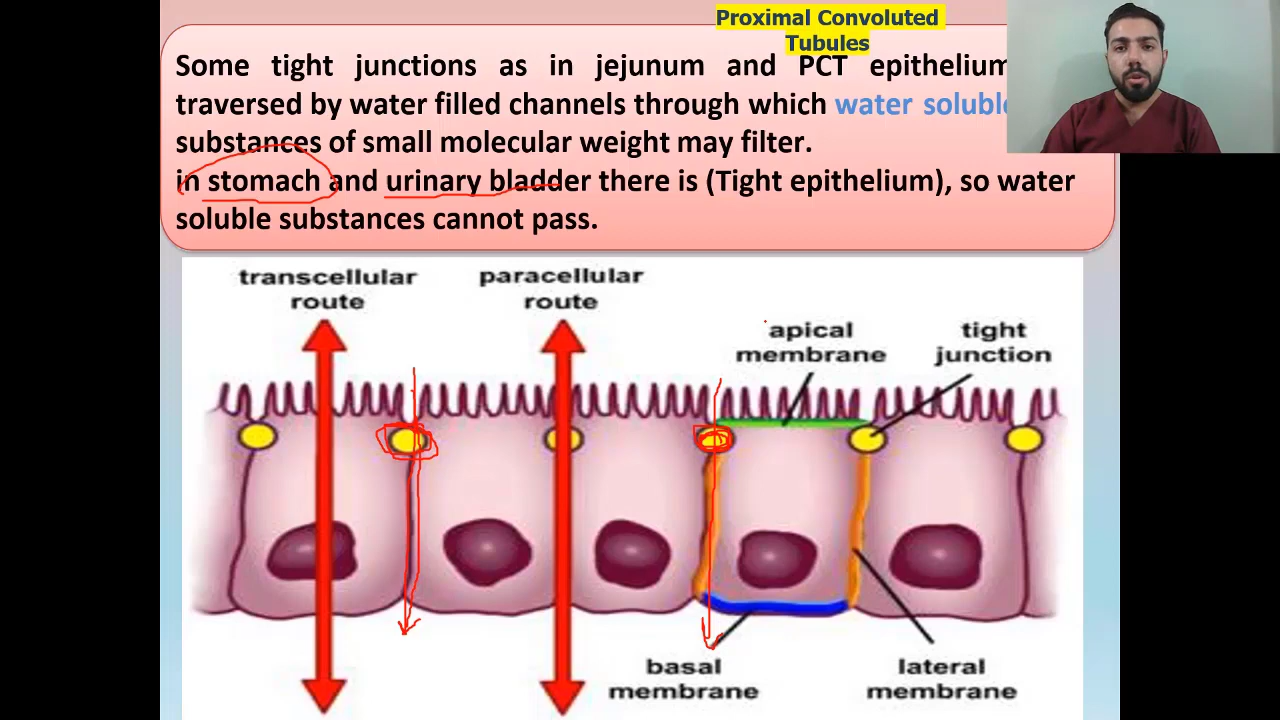 Proximal Convoluted
Tubules
Some tight junctions as in jejunum and PCT epithelium
traversed by water filled channels through which water soluble
substances of small molecular weight may filter.
In stomach and urinary bladder there is (Tight epithelium), so water
soluble substances cannot pass.
transcellular
route
paracellular
route
apical
membrane
tight
junction
basal
membrane
lateral
membrane